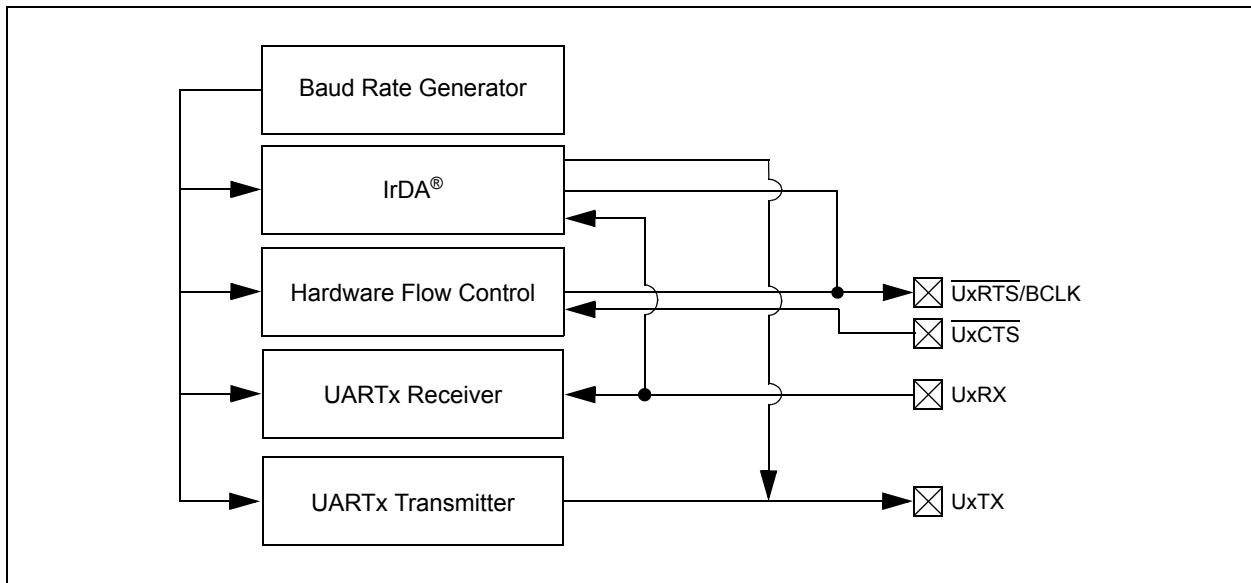 Baud Rate Generator
IrDA®
Hardware Flow Control
UxRTS/BCLK
UxCTS
UARTx Receiver
UxRX
UARTx Transmitter
UxTX